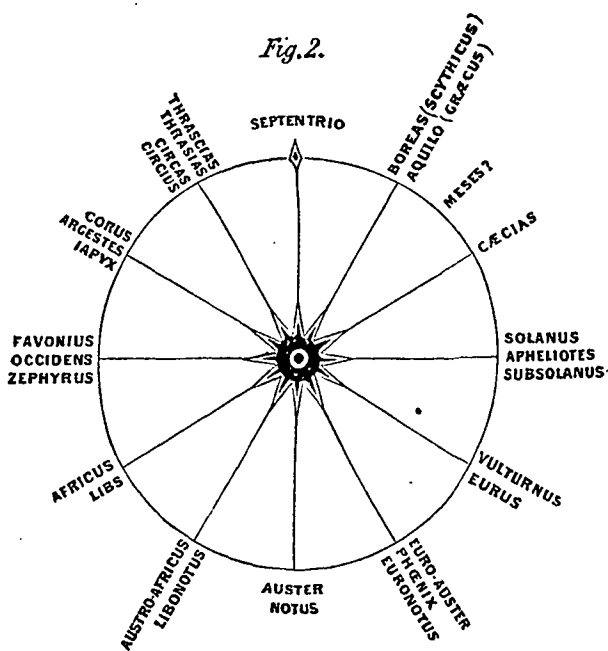 Fig. 2.
SEPTENTRIO
BOREAS (SCYTHICUS)
AQUILO (GRÆCUS)
MESES?
CÆCIAS
SOLANUS
APHELIOTES
SUBSOLANUS
VULTURNUS
EURUS
EURO-AUSTER
PHŒNIX
EURONOTUS
AUSTER
NOTUS
AUSTRO-AFRICUS
LIBONOTUS
AFRICUS
LIBS
FAVONIUS
OCCIDENS
ZEPHYRUS
CORUS
ARGESTES
IAPYX
THRASCIAS
THRASIAS
CIRCAS
CIRCIUS